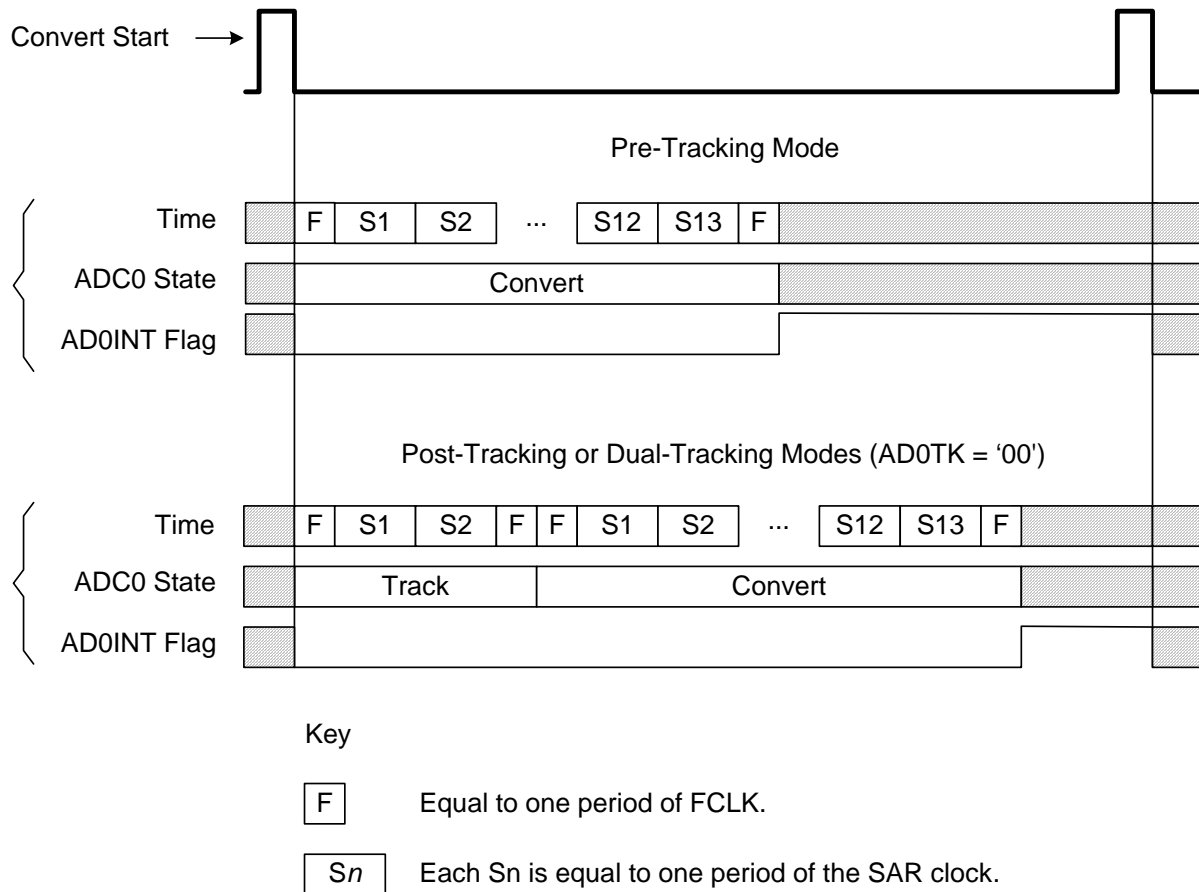 Convert Start
Pre-Tracking Mode
Time F S1 S2 ... S12 S13 F
ADC0 State Convert
AD0INT Flag
Post-Tracking or Dual-Tracking Modes (AD0TK = ‘00')
Time F S1 S2 F F S1 S2 ... S12 S13 F
ADC0 State Track Convert
AD0INT Flag
Key
F Equal to one period of FCLK.
Sn Each Sn is equal to one period of the SAR clock.